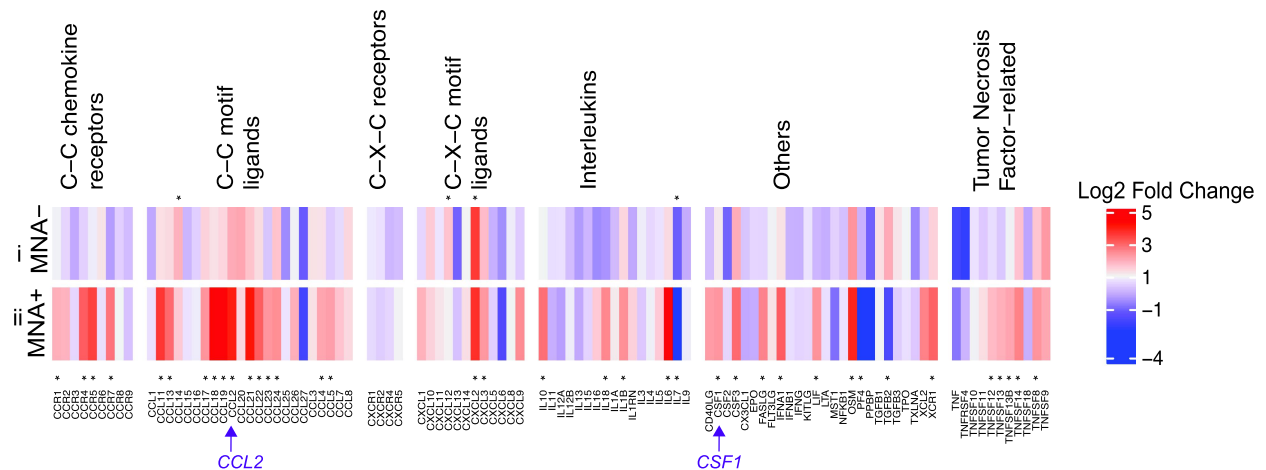 C−C chemokine
receptors
C−C motif
ligands
C−X−C receptors
C−X−C motif
ligands
Interleukins
Others
Tumor Necrosis
Factor−related
Log2 Fold Change
5
3
1
−1
−4
* * * *
i MNA−
ii MNA+
* * * * * * * * * * * * * * * * * * * * * * * * * * * * * * * * * * *
CCR1
CCR2
CCR3
CCR4
CCR5
CCR6
CCR7
CCR8
CCR9
CCL1
CCL11
CCL13
CCL14
CCL15
CCL16
CCL17
CCL18
CCL19
CCL2
CCL20
CCL21
CCL22
CCL23
CCL24
CCL25
CCL26
CCL27
CCL3
CCL4
CCL5
CCL7
CCL8
CXCR1
CXCR2
CXCR4
CXCR5
CXCL1
CXCL10
CXCL11
CXCL12
CXCL13
CXCL14
CXCL2
CXCL3
CXCL5
CXCL6
CXCL8
CXCL9
IL10
IL11
IL12A
IL12B
IL13
IL15
IL16
IL18
IL1A
IL1B
IL1RN
IL3
IL4
IL5
IL6
IL7
IL9
CD40LG
CSF1
CSF2
CSF3
CX3CL1
EPO
FASLG
FLT3LG
IFNA1
IFNB1
IFNG
KITLG
LIF
LTA
MST1
NFKB1
OSM
PF4
PPBP
TGFB1
TGFB2
TGFB3
TPO
TXLNA
XCL2
XCR1
TNF
TNFRSF4
TNFSF10
TNFSF11
TNFSF12
TNFSF13
TNFSF13B
TNFSF14
TNFSF18
TNFSF8
TNFSF9
CCL2
CSF1